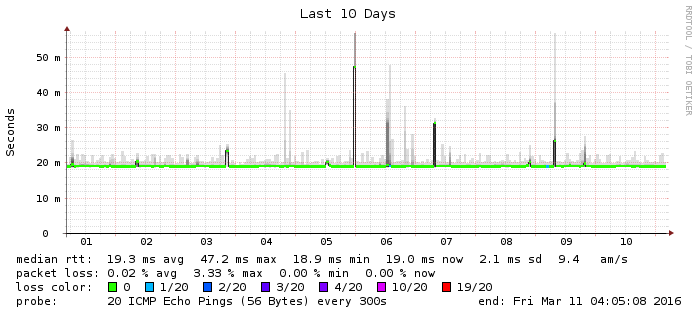 Last 10 Days
RRDTOOL / TOBI OETIKER
Seconds
50 m
40 m
30 m
20 m
10 m
0
01 02 03 04 05 06 07 08 09 10
median rtt: 19.3 ms avg 47.2 ms max 18.9 ms min 19.0 ms now 2.1 ms sd 9.4 am/s
packet loss: 0.02 % avg 3.33 % max 0.00 % min 0.00 % now
loss color: 0 1/20 2/20 3/20 4/20 10/20 19/20
probe: 20 ICMP Echo Pings (56 Bytes) every 300s end: Fri Mar 11 04:05:08 2016